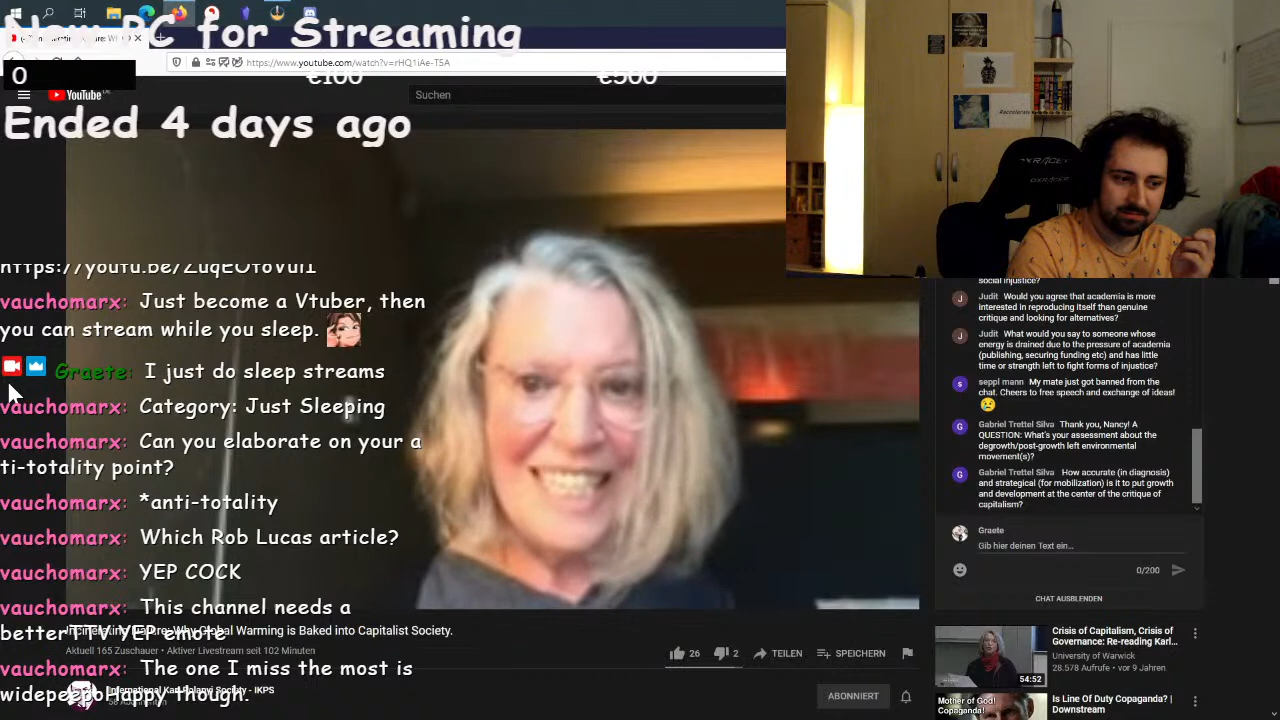 New PC for Streaming
https://www.youtube.com/watch?v=rHQ1iAe-T5A
0
€100
€500
YouTube
Suchen
Ended 4 days ago
vauchomarx: Just become a Vtuber, then
you can stream while you sleep.
Graete: I just do sleep streams
vauchomarx: Category: Just Sleeping
vauchomarx: Can you elaborate on your a
ti-totality point?
vauchomarx: *anti-totality
vauchomarx: Which Rob Lucas article?
vauchomarx: YEP COCK
vauchomarx: This channel needs a
betterTTV YEP emote
vauchomarx: The one I miss the most is
widepepoHappy though.
Incinerating Nature: Why Global Warming is Baked into Capitalist Society.
Aktuell 165 Zuschauer • Aktiver Livestream seit 102 Minuten
26
2
TEILEN
SPEICHERN
International Karl Polanyi Society - IKPS
ABONNIERT
DXRACER
social injustice?
J
Judit Would you agree that academia is more
interested in reproducing itself than genuine
critique and looking for alternatives?
J
Judit What would you say to someone whose
energy is drained due to the pressure of academia
(publishing, securing funding etc) and has little
time or strength left to fight forms of injustice?
s
seppl mann My mate just got banned from the
chat. Cheers to free speech and exchange of ideas!
G
Gabriel Trettel Silva Thank you, Nancy! A
QUESTION: What's your assessment about the
degrowth/post-growth left environmental
movement(s)?
G
Gabriel Trettel Silva How accurate (in diagnosis)
and strategical (for mobilization) is it to put growth
and development at the center of the critique of
capitalism?
Graete
Gib hier deinen Text ein...
0/200
CHAT AUSBLENDEN
54:52
Crisis of Capitalism, Crisis of
Governance: Re-reading Karl...
University of Warwick
28.578 Aufrufe • vor 9 Jahren
Mother of God!
Copaganda!
Is Line Of Duty Copaganda? |
Downstream
Novara Media